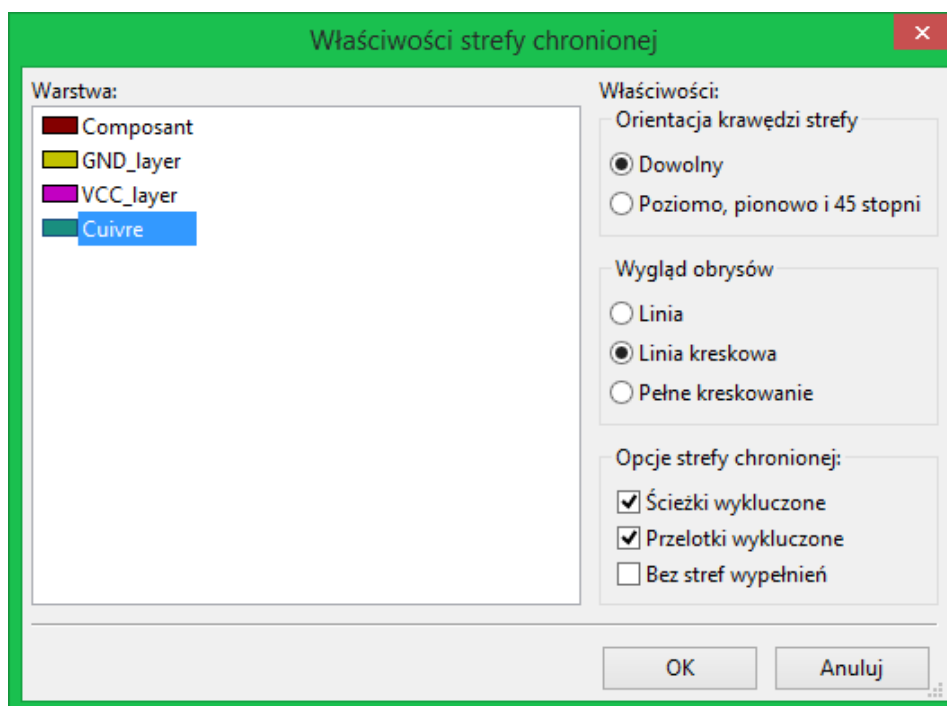 Właściwości strefy chronionej
Warstwa:
Composant
GND_layer
VCC_layer
Cuivre
Właściwości:
Orientacja krawędzi strefy
Dowolny
Poziomo, pionowo i 45 stopni
Wygląd obrysów
Linia
Linia kreskowa
Pełne kreskowanie
Opcje strefy chronionej:
Ścieżki wykluczone
Przelotki wykluczone
Bez stref wypełnień
OK
Anuluj